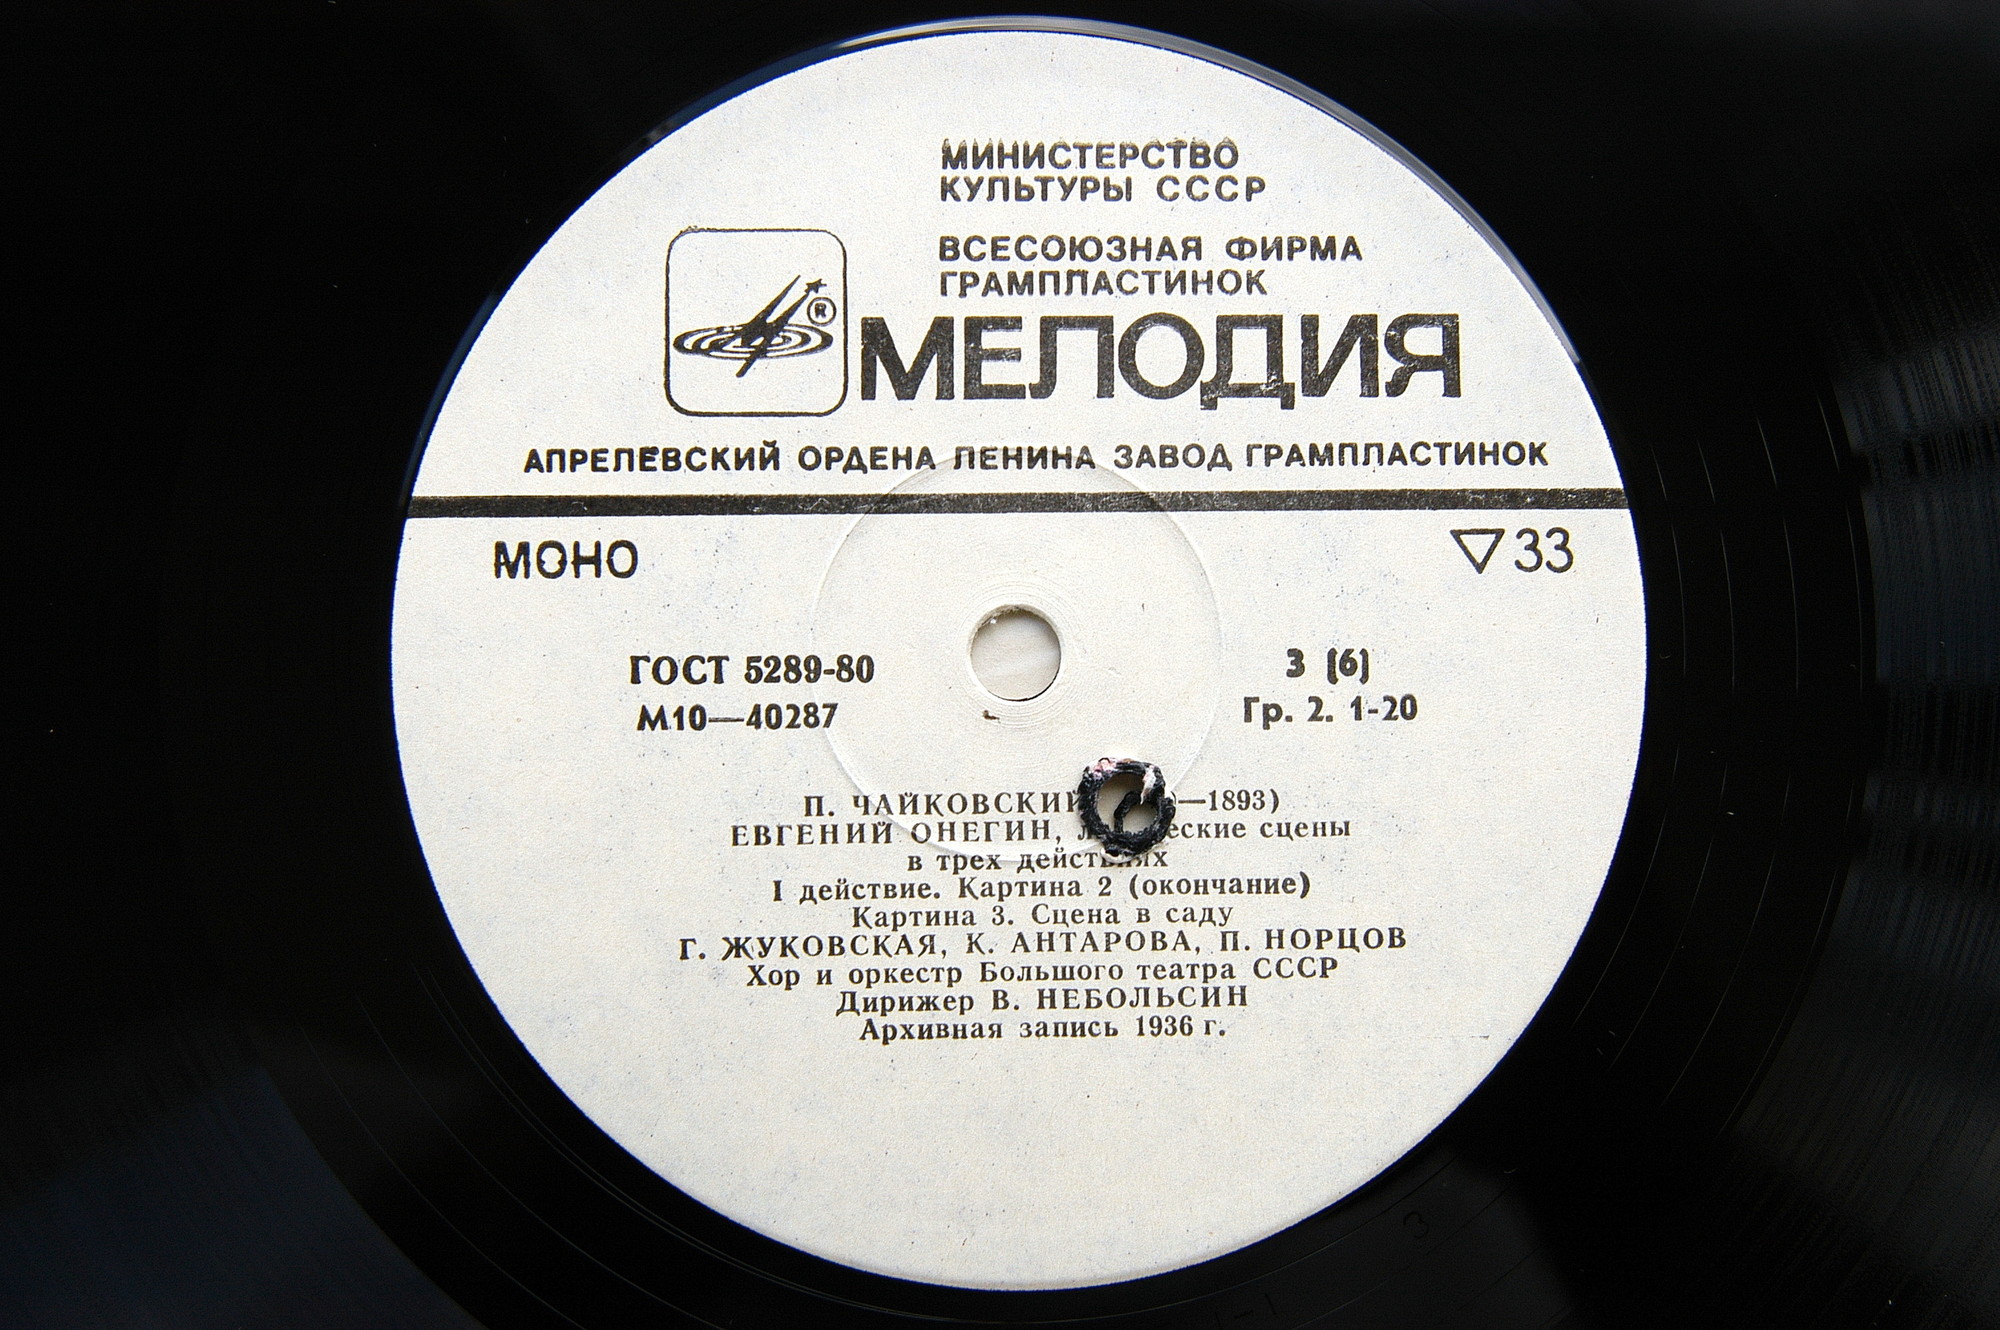 МИНИСТЕРСТВО
КУЛЬТУРЫ СССР
ВСЕСОЮЗНАЯ ФИРМА
ГРАМПЛАСТИНОК
®
МЕЛОДИЯ
АПРЕЛЕВСКИЙ ОРДЕНА ЛЕНИНА ЗАВОД ГРАМПЛАСТИНОК
МОНО
▽33
ГОСТ 5289-80
М10—40287
3 (6)
Гр. 2. 1-20
П. ЧАЙКОВСКИЙ —1893)
ЕВГЕНИЙ ОНЕГИН, сцены
в трех действиях
I действие. Картина 2 (окончание)
Картина 3. Сцена в саду
Г. ЖУКОВСКАЯ, К. АНТАРОВА, П. НОРЦОВ
Хор и оркестр Большого театра СССР
Дирижер В. НЕБОЛЬСИН
Архивная запись 1936 г.